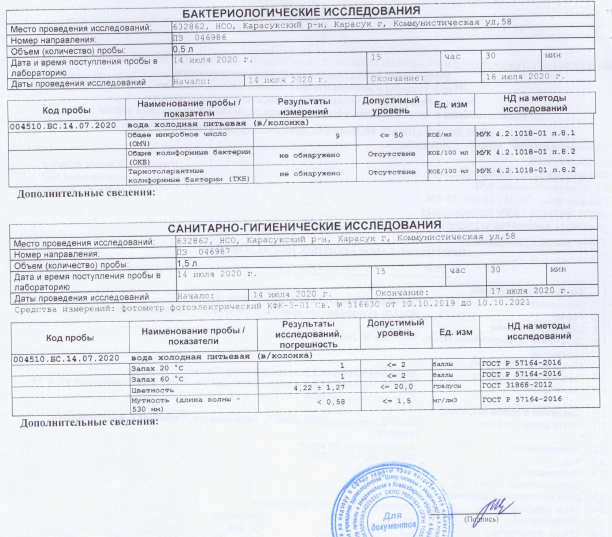 БАКТЕРИОЛОГИЧЕСКИЕ ИССЛЕДОВАНИЯ
Место проведения исследований: 632862, НСО, Карасукский р-н, Карасук г, Коммунистическая ул,58
Номер направления: ПЗ 046986
Объем (количество) пробы: 0,5 л
Дата и время поступления пробы в лабораторию 14 июля 2020 г. 15 час 30 мин
Даты проведения исследований Начало: 14 июля 2020 г. Окончание: 16 июля 2020 г.
Код пробы Наименование пробы / показатели Результаты измерений Допустимый уровень Ед. изм НД на методы исследований
004510.БС.14.07.2020 вода холодная питьевая (в/колонка)
Общее микробное число (ОМЧ) 9 <= 50 КОЕ/мл МУК 4.2.1018-01 п.8.1
Общие колиформные бактерии (ОКБ) не обнаружено Отсутствие КОЕ/100 мл МУК 4.2.1018-01 п.8.2
Термотолерантные колиформные бактерии (ТКБ) не обнаружено Отсутствие КОЕ/100 мл МУК 4.2.1018-01 п.8.2
Дополнительные сведения:
САНИТАРНО-ГИГИЕНИЧЕСКИЕ ИССЛЕДОВАНИЯ
Место проведения исследований: 632862, НСО, Карасукский р-н, Карасук г, Коммунистическая ул,58
Номер направления: ПЗ 046987
Объем (количество) пробы: 1,5 л
Дата и время поступления пробы в лабораторию 14 июля 2020 г. 15 час 30 мин
Даты проведения исследований Начало: 14 июля 2020 г. Окончание: 17 июля 2020 г.
Средства измерений: фотометр фотоэлектрический КФК-3-01 Св. № 516630 от 10.10.2019 до 10.10.2021
Код пробы Наименование пробы / показатели Результаты исследований, погрешность Допустимый уровень Ед. изм НД на методы исследований
004510.БС.14.07.2020 вода холодная питьевая (в/колонка)
Запах 20 °С 1 <= 2 баллы ГОСТ Р 57164-2016
Запах 60 °С 1 <= 2 баллы ГОСТ Р 57164-2016
Цветность 4,22 ± 1,27 <= 20,0 градусы ГОСТ 31868-2012
Мутность (длина волны - 530 нм) < 0,58 <= 1,5 мг/дм3 ГОСТ Р 57164-2016
Дополнительные сведения:
Для документов
(Подпись)